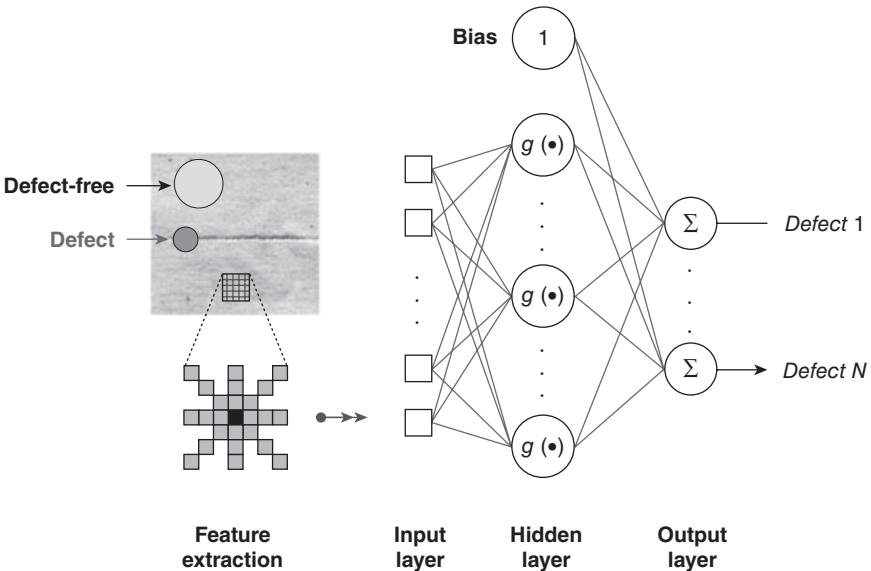 Bias
1
g (•)
Defect-free
Defect
Σ
Defect 1
g (•)
Σ
Defect N
g (•)
Feature
extraction
Input
layer
Hidden
layer
Output
layer